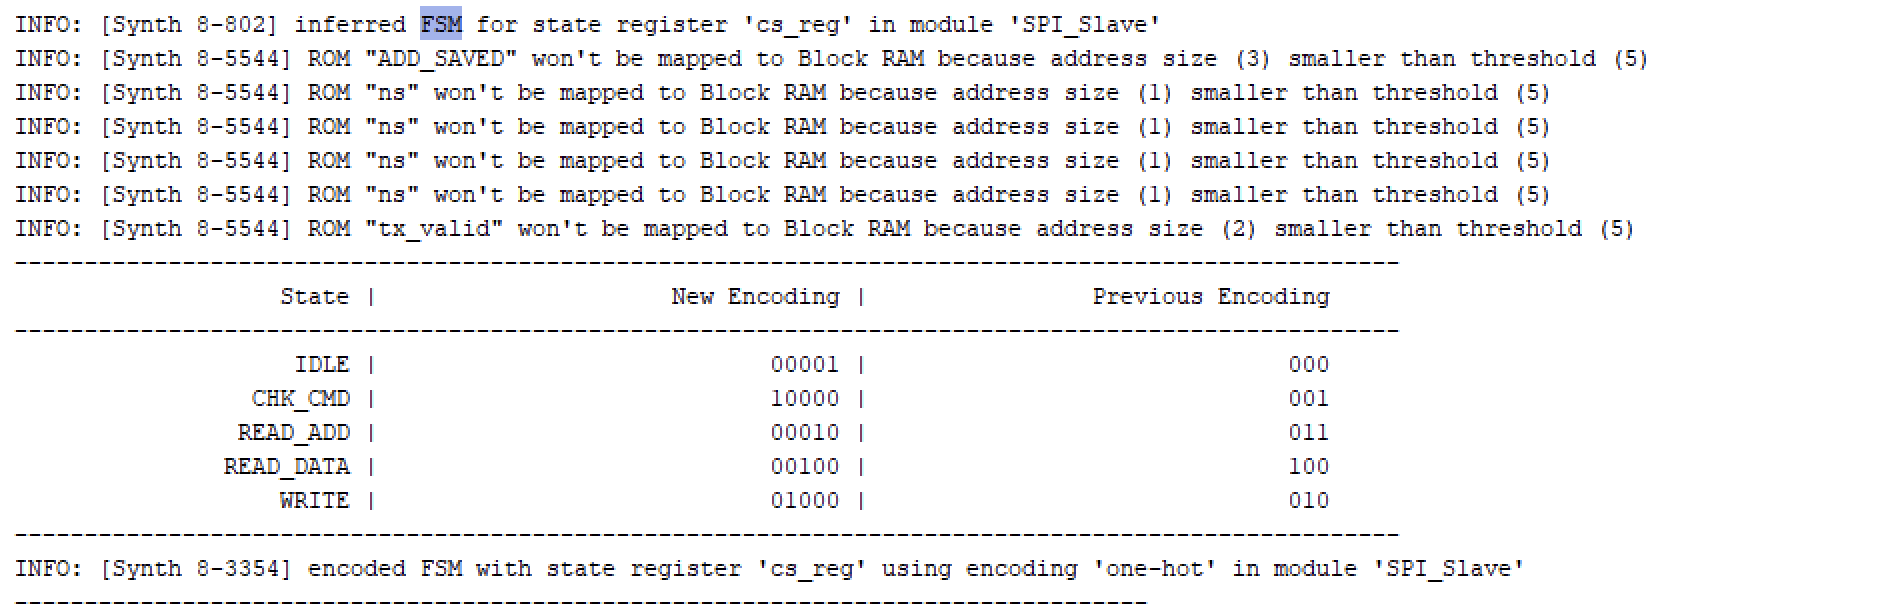 INFO: [Synth 8-802] inferred FSM for state register 'cs_reg' in module 'SPI_Slave'
INFO: [Synth 8-5544] ROM "ADD_SAVED" won't be mapped to Block RAM because address size (3) smaller than threshold (5)
INFO: [Synth 8-5544] ROM "ns" won't be mapped to Block RAM because address size (1) smaller than threshold (5)
INFO: [Synth 8-5544] ROM "ns" won't be mapped to Block RAM because address size (1) smaller than threshold (5)
INFO: [Synth 8-5544] ROM "ns" won't be mapped to Block RAM because address size (1) smaller than threshold (5)
INFO: [Synth 8-5544] ROM "ns" won't be mapped to Block RAM because address size (1) smaller than threshold (5)
INFO: [Synth 8-5544] ROM "tx_valid" won't be mapped to Block RAM because address size (2) smaller than threshold (5)
---------------------------------------------------------------------------------------------------
State | New Encoding | Previous Encoding
---------------------------------------------------------------------------------------------------
IDLE | 00001 | 000
CHK_CMD | 10000 | 001
READ_ADD | 00010 | 011
READ_DATA | 00100 | 100
WRITE | 01000 | 010
---------------------------------------------------------------------------------------------------
INFO: [Synth 8-3354] encoded FSM with state register 'cs_reg' using encoding 'one-hot' in module 'SPI_Slave'
---------------------------------------------------------------------------------